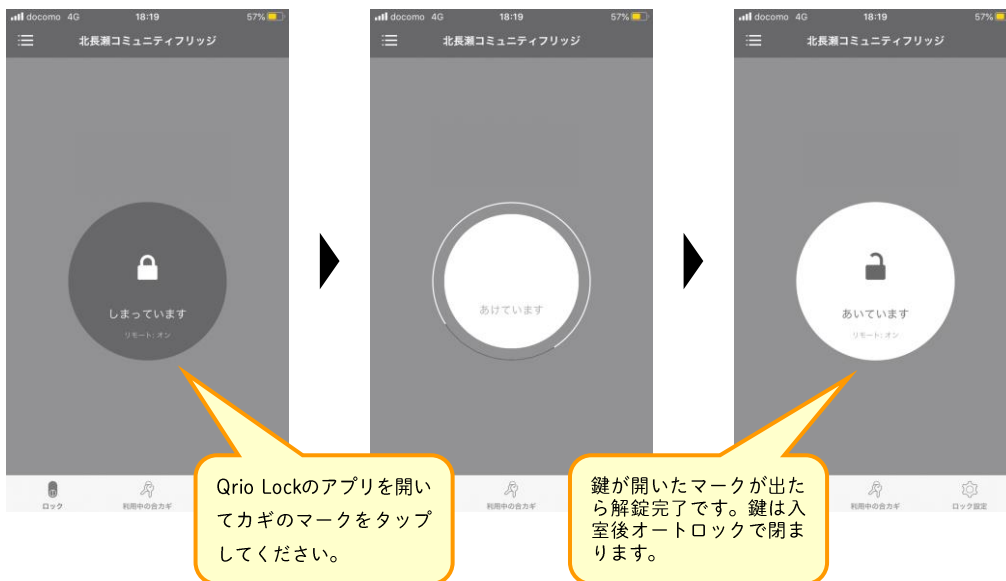 docomo 4G 18:19 57%
北長瀬コミュニティフリッジ
しまっています
リモート: オン
ロック
利用中の合カギ
Qrio Lockのアプリを開い
てカギのマークをタップ
してください。
docomo 4G 18:19 57%
北長瀬コミュニティフリッジ
あけています
利用中の合カギ
docomo 4G 18:19 57%
北長瀬コミュニティフリッジ
あいています
リモート: オン
利用中の合カギ
ロック設定
鍵が開いたマークが出た
ら解錠完了です。鍵は入
室後オートロックで閉ま
ります。